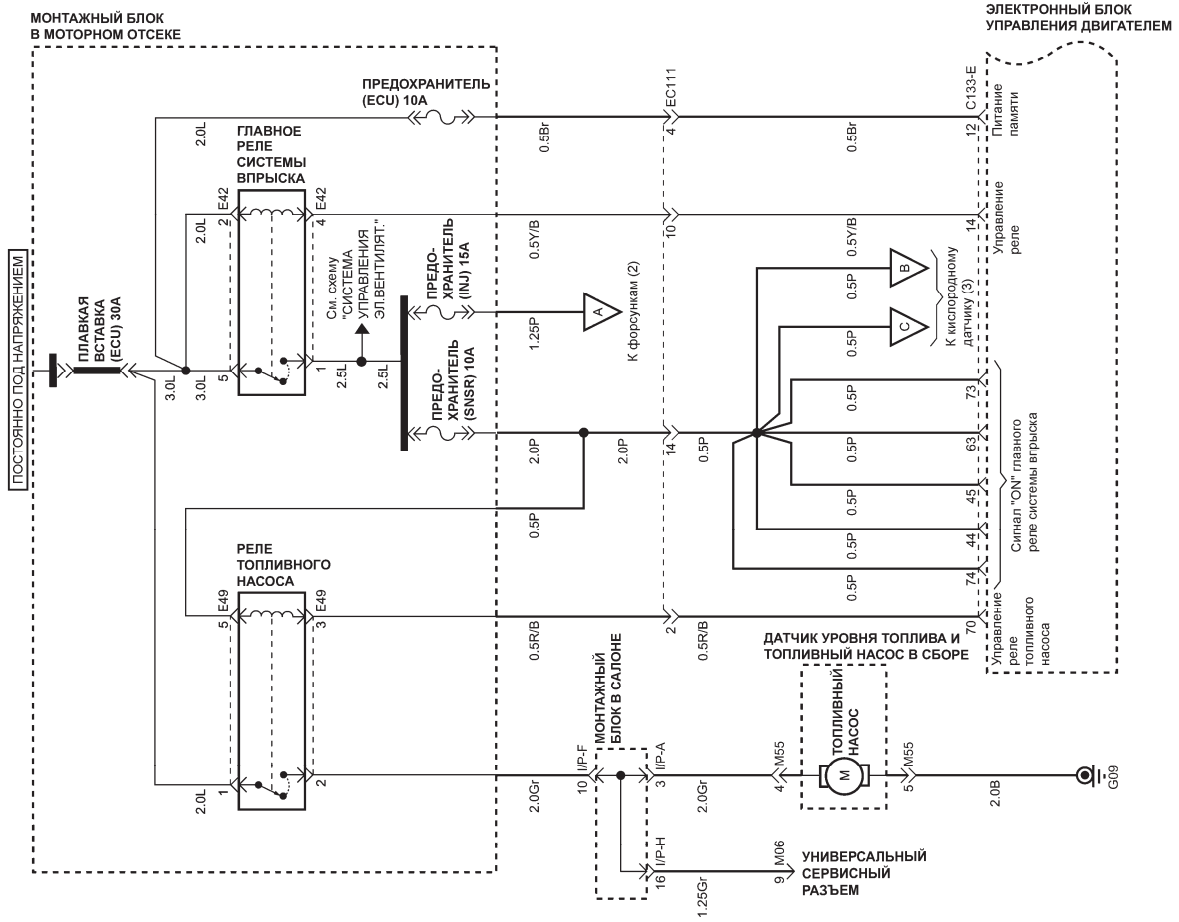 МОНТАЖНЫЙ БЛОК
В МОТОРНОМ ОТСЕКЕ
ЭЛЕКТРОННЫЙ БЛОК
УПРАВЛЕНИЯ ДВИГАТЕЛЕМ
ПОСТОЯННО ПОД НАПРЯЖЕНИЕМ
ПЛАВКАЯ
ВСТАВКА
(ECU) 30A
3.0L
3.0L
2.0L
ПРЕДОХРАНИТЕЛЬ
(ECU) 10A
0.5Br
4
EC111
0.5Br
12
C133-E
Питание
памяти
ГЛАВНОЕ
РЕЛЕ
СИСТЕМЫ
ВПРЫСКА
2.0L
2
E42
E42
4
0.5Y/B
10
0.5Y/B
14
Управление
реле
5
1
2.5L
2.5L
См. схему
"СИСТЕМА
УПРАВЛЕНИЯ
ЭЛ.ВЕНТИЛЯТ."
ПРЕДО-
ХРАНИТЕЛЬ
(INJ) 15A
1.25P
A
К форсункам (2)
0.5P
B
0.5P
C
К кислородному
датчику (3)
ПРЕДО-
ХРАНИТЕЛЬ
(SNSR) 10A
2.0P
2.0P
14
0.5P
0.5P
73
0.5P
63
0.5P
45
0.5P
44
0.5P
74
Сигнал "ON" главного
реле системы впрыска
0.5P
РЕЛЕ
ТОПЛИВНОГО
НАСОСА
5
E49
E49
3
0.5R/B
2
0.5R/B
70
Управление
реле
топливного
насоса
2.0L
1
2
2.0Gr
10
I/P-F
МОНТАЖНЫЙ
БЛОК В САЛОНЕ
3
I/P-A
2.0Gr
4
M55
ДАТЧИК УРОВНЯ ТОПЛИВА И
ТОПЛИВНЫЙ НАСОС В СБОРЕ
ТОПЛИВНЫЙ
НАСОС
M
5
M55
2.0B
G09
16
I/P-H
1.25Gr
9
M06
УНИВЕРСАЛЬНЫЙ
СЕРВИСНЫЙ
РАЗЪЕМ